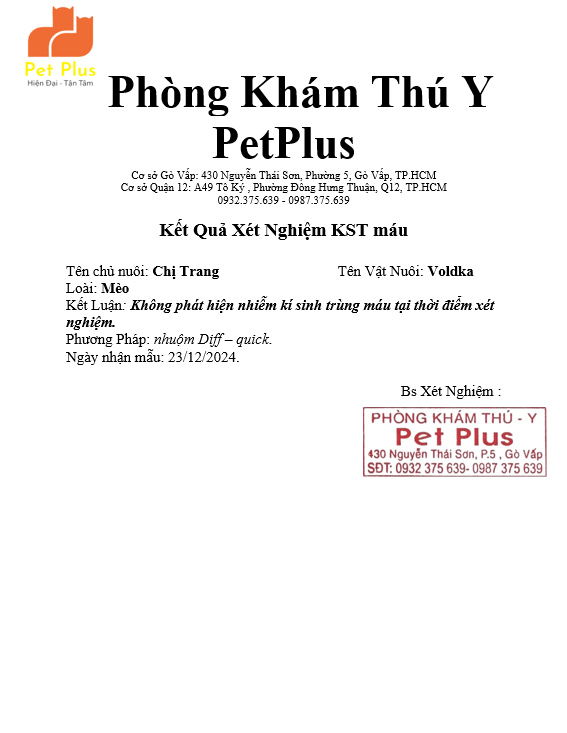 Pet Plus
Hiện Đại - Tận Tâm
Phòng Khám Thú Y
PetPlus
Cơ sở Gò Vấp: 430 Nguyễn Thái Sơn, Phường 5, Gò Vấp, TP.HCM
Cơ sở Quận 12: A49 Tô Ký , Phường Đông Hưng Thuận, Q12, TP.HCM
0932.375.639 - 0987.375.639
Kết Quả Xét Nghiệm KST máu
Tên chủ nuôi: Chị Trang Tên Vật Nuôi: Voldka
Loài: Mèo
Kết Luận: Không phát hiện nhiễm kí sinh trùng máu tại thời điểm xét
nghiệm.
Phương Pháp: nhuộm Diff – quick.
Ngày nhận mẫu: 23/12/2024.
Bs Xét Nghiệm :
PHÒNG KHÁM THÚ - Y
Pet Plus
430 Nguyễn Thái Sơn, P.5 , Gò Vấp
SĐT: 0932 375 639- 0987 375 639